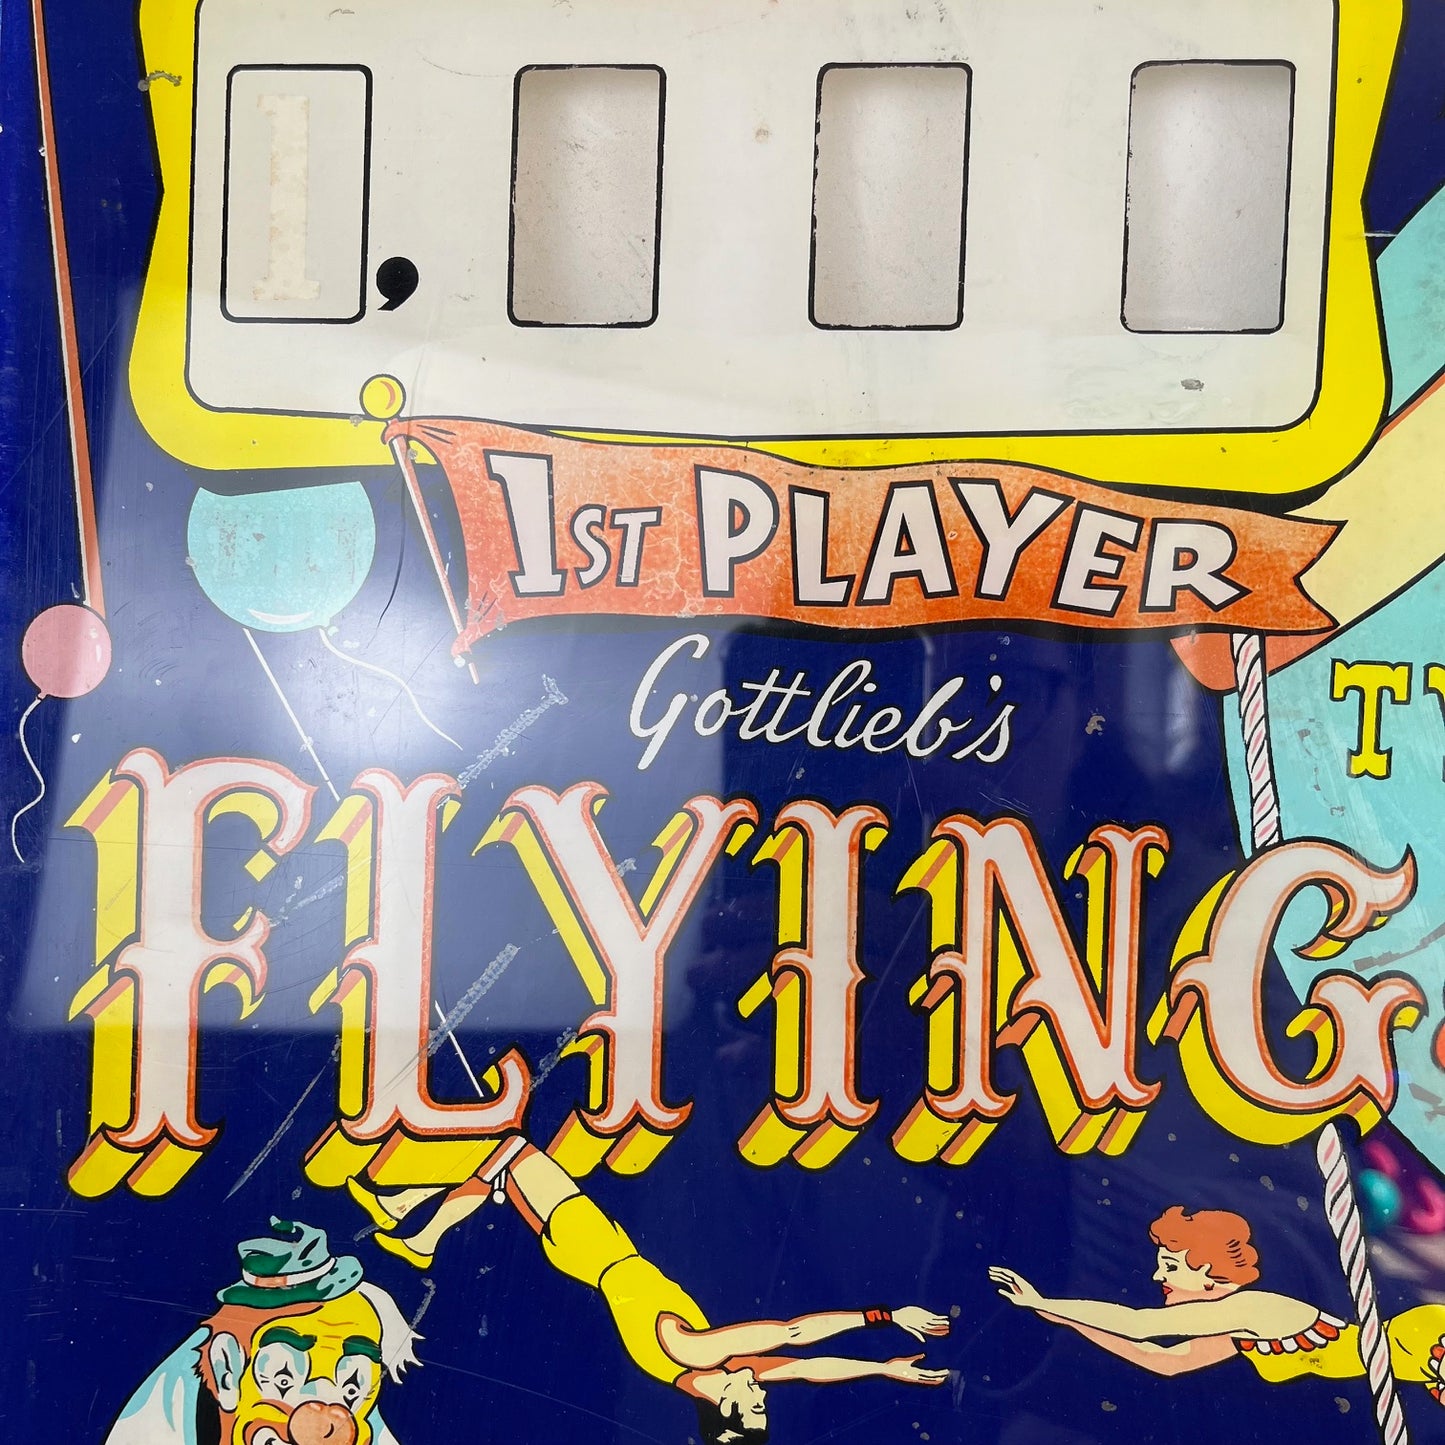 1,
1ST PLAYER
Gottlieb's
FLYING